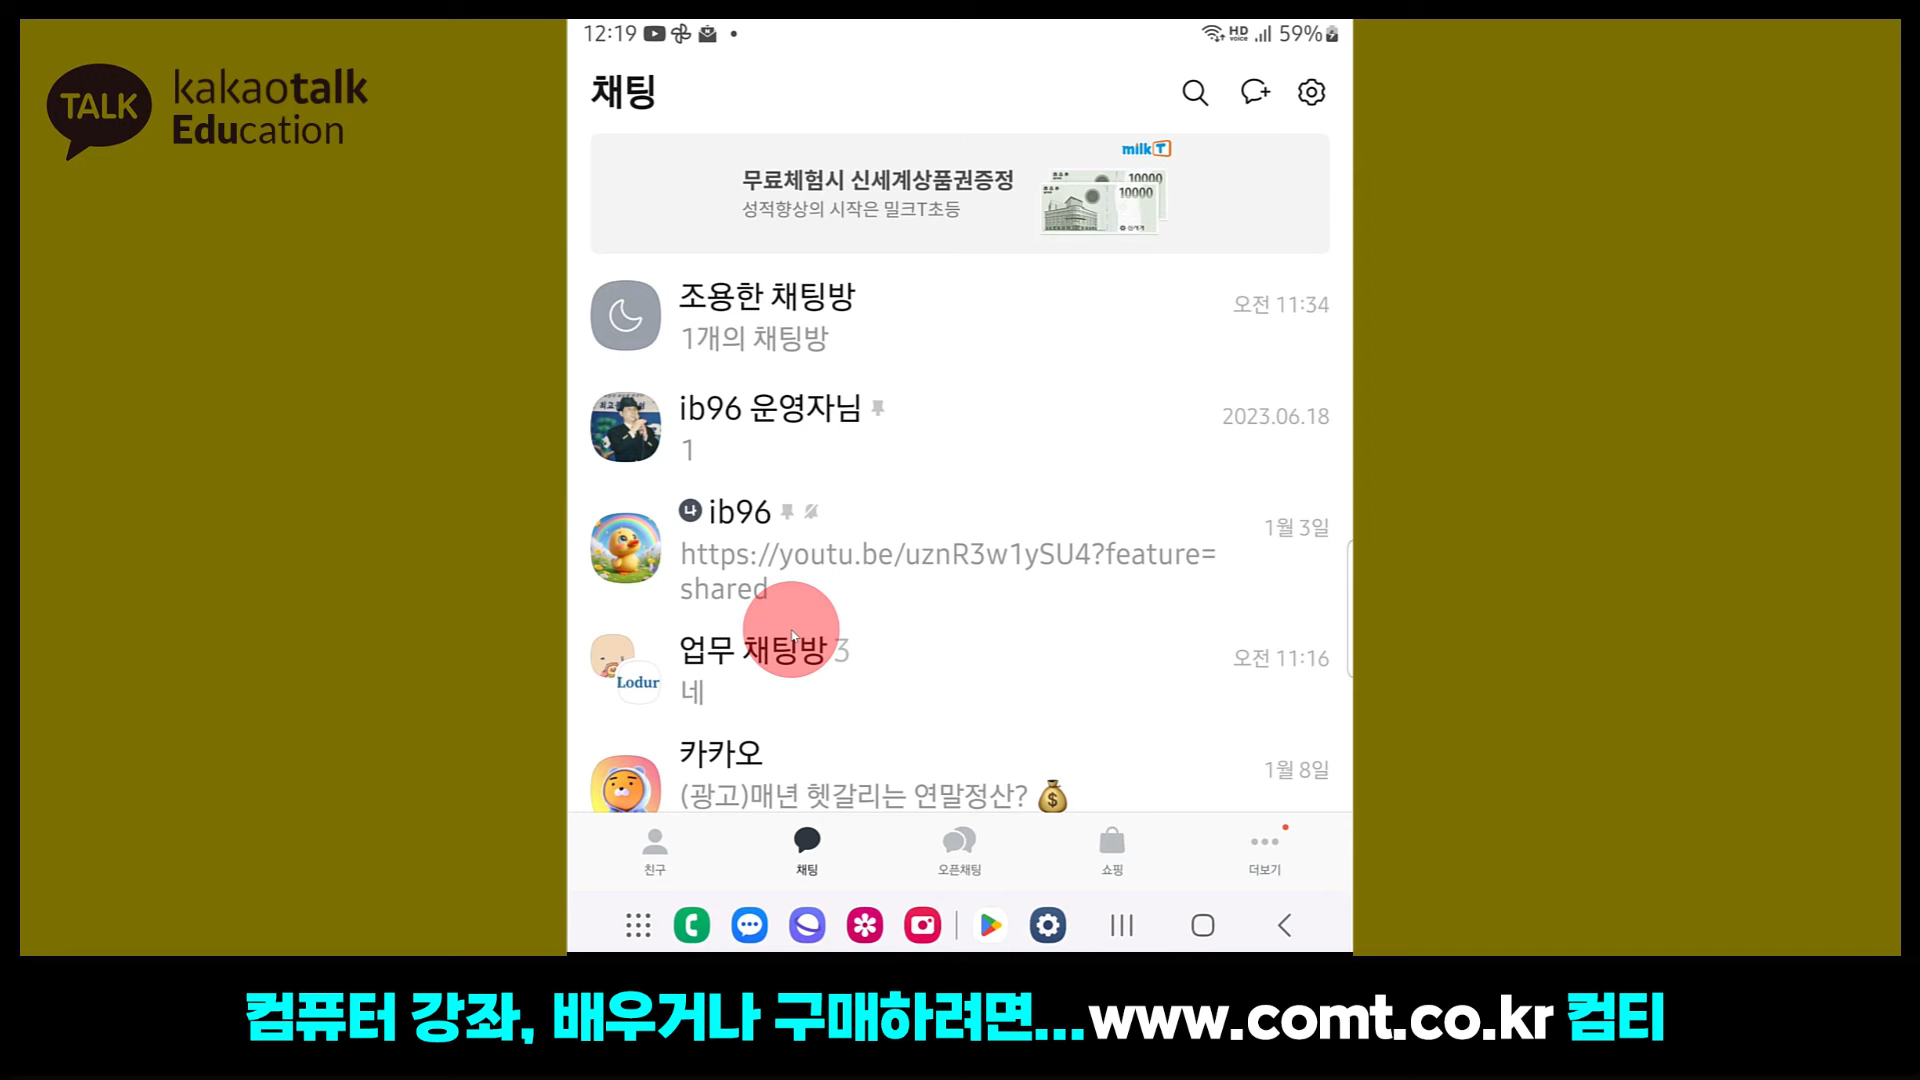 TALK
kakaotalk
Education
12:19
HD
voice
59%
채팅
milk T
무료체험시 신세계상품권증정
성적향상의 시작은 밀크T초등
10000
10000
신세계
조용한 채팅방
오전 11:34
1개의 채팅방
ib96 운영자님
2023.06.18
1
나 ib96
1월 3일
https://youtu.be/uznR3w1ySU4?feature=
shared
업무 채팅방 3
오전 11:16
Lodur
네
카카오
1월 8일
(광고)매년 헷갈리는 연말정산? 💰
친구
채팅
오픈채팅
쇼핑
더보기
컴퓨터 강좌, 배우거나 구매하려면...www.comt.co.kr 컴티